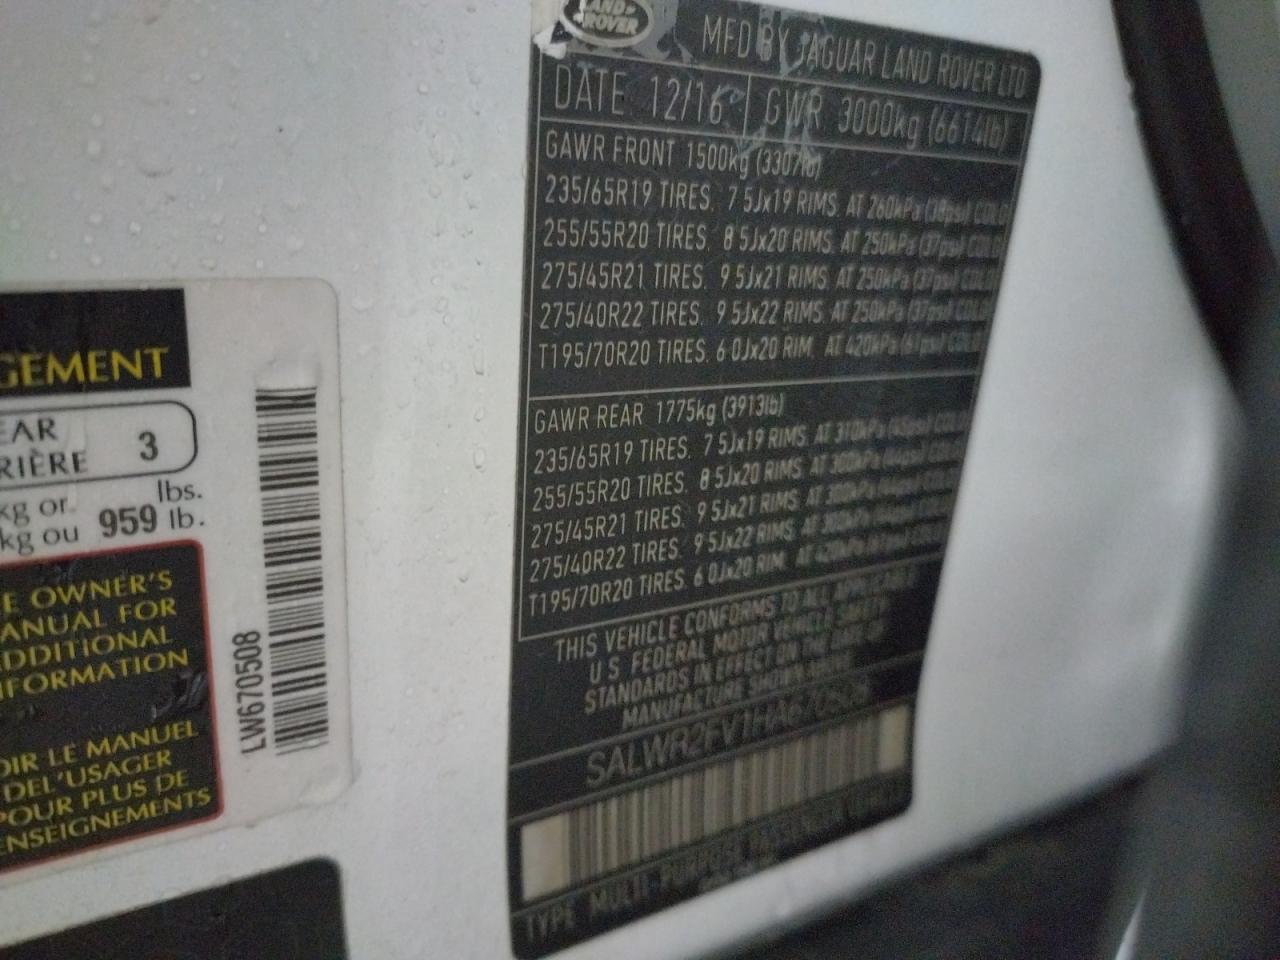 GEMENT
EAR
RIÈRE 3
kg or lbs.
kg ou 959 lb.
E OWNER'S
ANUAL FOR
DDITIONAL
NFORMATION
OIR LE MANUEL
DEL'USAGER
POUR PLUS DE
ENSEIGNEMENTS
LW670508
LAND
ROVER
MFD BY JAGUAR LAND ROVER LTD
DATE 12/16 GWR 3000kg (6614lb)
GAWR FRONT 1500kg (3307lb)
235/65R19 TIRES, 7 5Jx19 RIMS, AT 260kPa (38psi) COLD
255/55R20 TIRES, 8 5Jx20 RIMS, AT 250kPa (37psi) COLD
275/45R21 TIRES, 9 5Jx21 RIMS, AT 250kPa (37psi) COLD
275/40R22 TIRES, 9 5Jx22 RIMS, AT 250kPa (37psi) COLD
T195/70R20 TIRES, 6 0Jx20 RIM, AT 420kPa (61psi) COLD
GAWR REAR 1775kg (3913lb)
235/65R19 TIRES, 7 5Jx19 RIMS, AT 310kPa (45psi) COLD
255/55R20 TIRES, 8 5Jx20 RIMS, AT 300kPa COLD
275/45R21 TIRES, 9 5Jx21 RIMS, AT 300kPa COLD
275/40R22 TIRES, 9 5Jx22 RIMS, AT 300kPa COLD
T195/70R20 TIRES, 6 0Jx20 RIM, AT 420kPa COLD
THIS VEHICLE CONFORMS TO ALL APPLICABLE
U S FEDERAL MOTOR VEHICLE SAFETY
STANDARDS IN EFFECT ON THE DATE OF
MANUFACTURE SHOWN ABOVE
SALWR2FV1HA670508
TYPE MULTI-PURPOSE PASSENGER VEHICLE